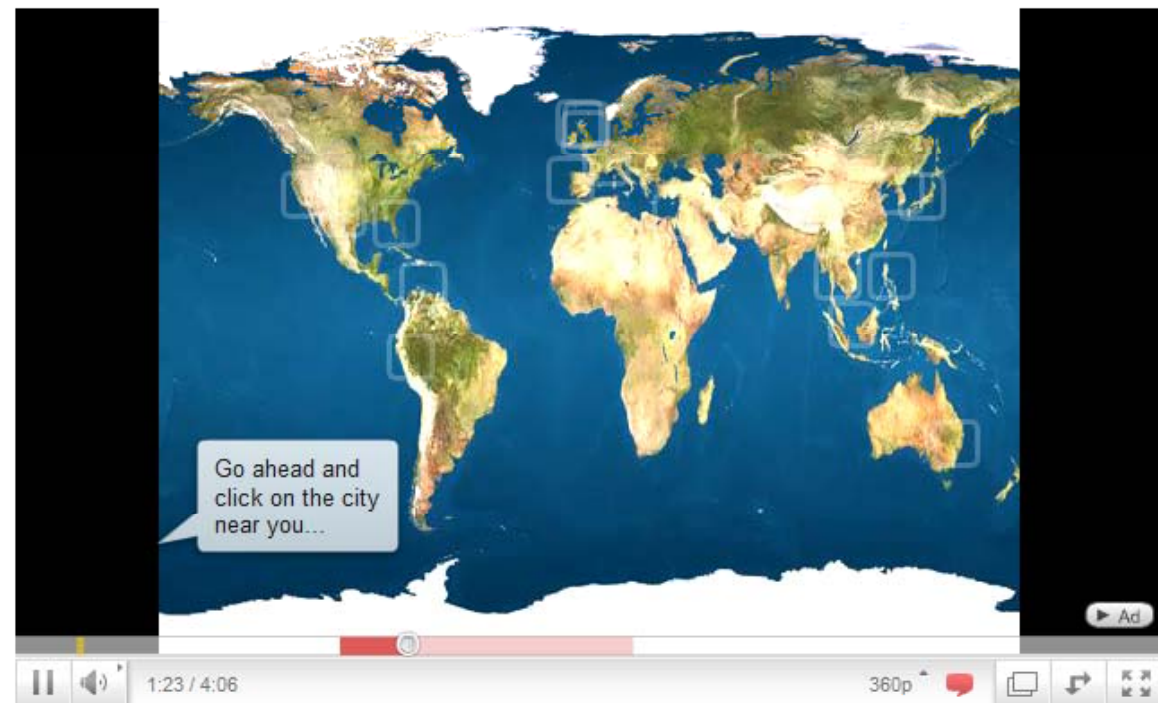 Go ahead and
click on the city
near you...
Ad
1:23 / 4:06
360p